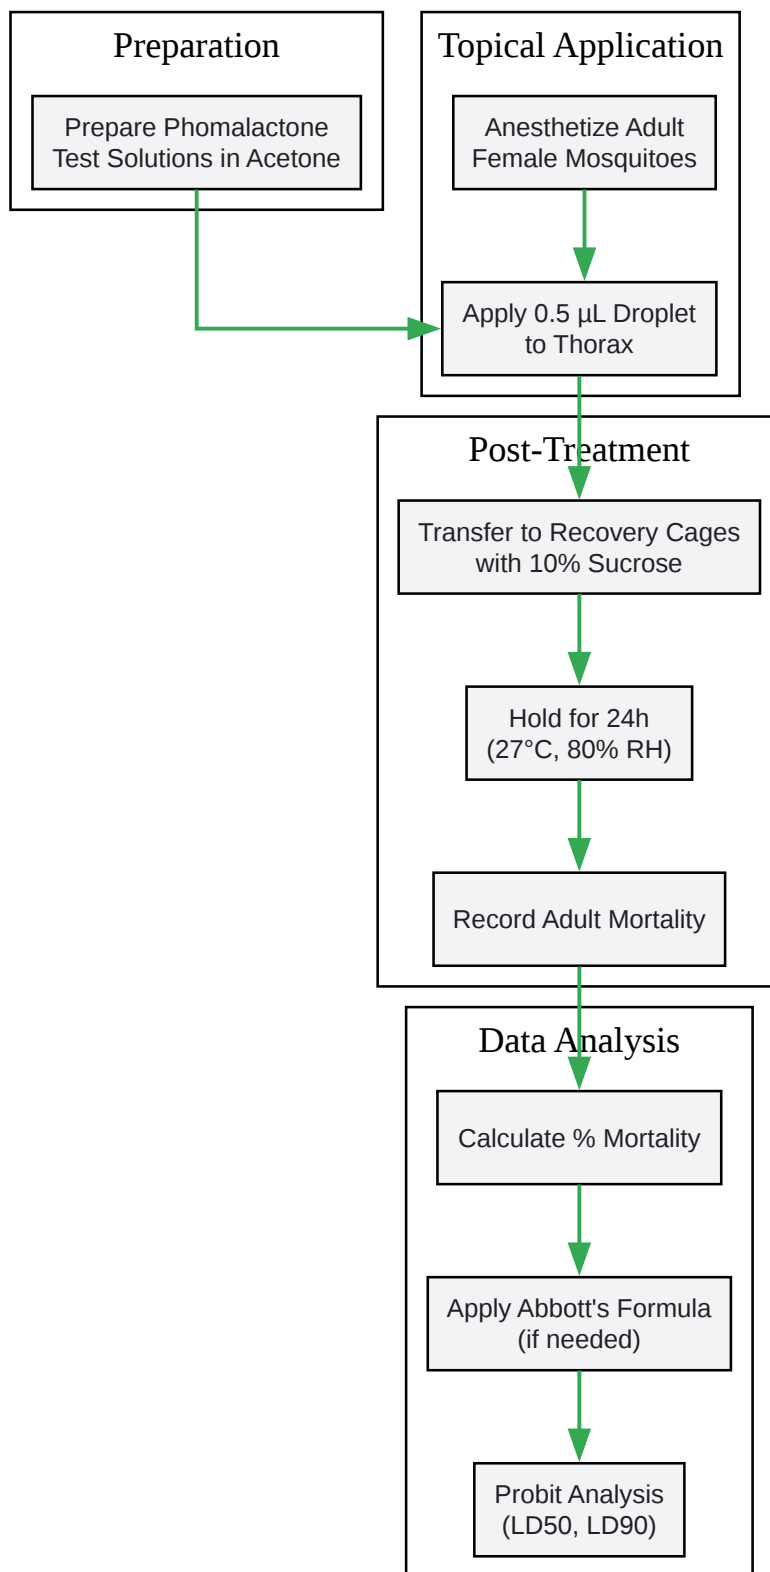 Preparation
Prepare Phomalactone
Test Solutions in Acetone
Topical Application
Anesthetize Adult
Female Mosquitoes
Apply 0.5 µL Droplet
to Thorax
Post-Treatment
Transfer to Recovery Cages
with 10% Sucrose
Hold for 24h
(27°C, 80% RH)
Record Adult Mortality
Data Analysis
Calculate % Mortality
Apply Abbott's Formula
(if needed)
Probit Analysis
(LD50, LD90)